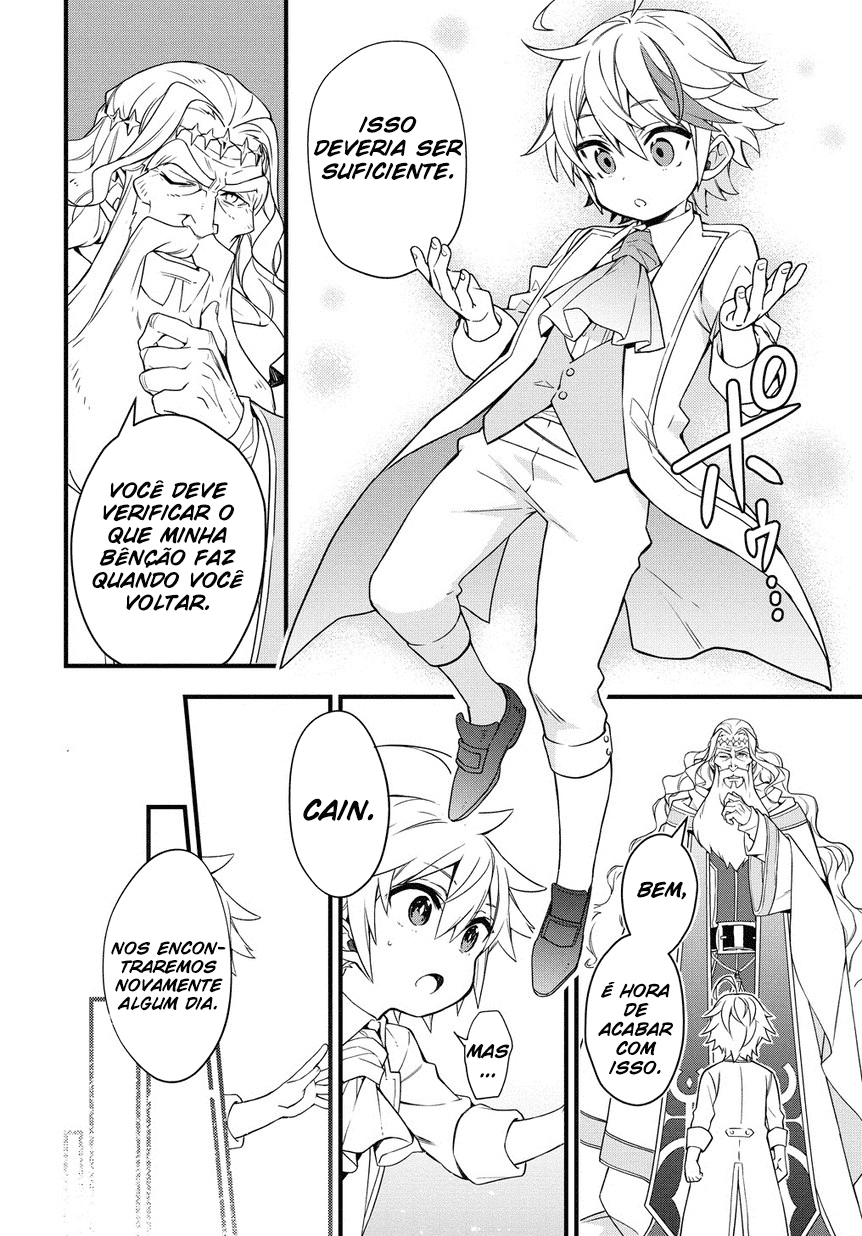 ISSO
DEVERIA SER
SUFICIENTE.
ポゥ…
VOCÊ DEVE
VERIFICAR O
QUE MINHA
BÊNÇÃO FAZ
QUANDO VOCÊ
VOLTAR.
BEM,
É HORA
DE
ACABAR
COM
ISSO.
MAS
...
CAIN.
NOS ENCON-
TRAREMOS
NOVAMENTE
ALGUM DIA.